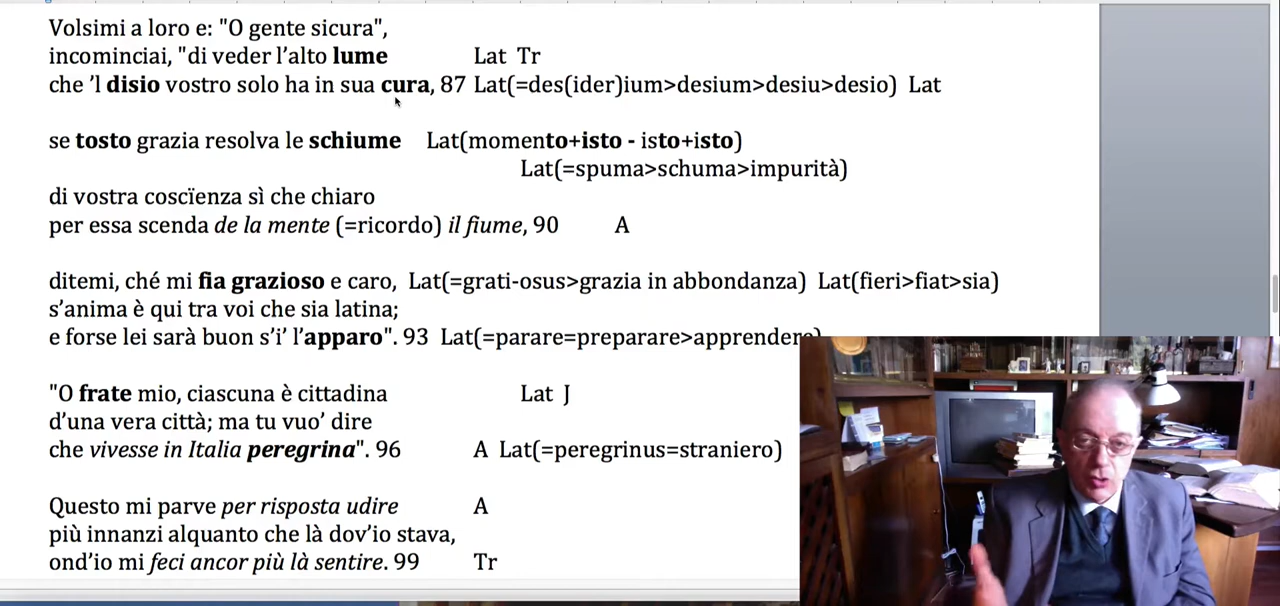 Volsimi a loro e: "O gente sicura",
incominciai, "di veder l'alto lume Lat Tr
che 'l disio vostro solo ha in sua cura, 87 Lat(=des(ider)ium>desium>desiu>desio) Lat
se tosto grazia resolva le schiume Lat(momento+isto - isto+isto)
Lat(=spuma>schuma>impurità)
di vostra coscïenza sì che chiaro
per essa scenda de la mente (=ricordo) il fiume, 90 A
ditemi, ché mi fia grazioso e caro, Lat(=grati-osus>grazia in abbondanza) Lat(fieri>fiat>sia)
s'anima è qui tra voi che sia latina;
e forse lei sarà buon s'i' l'apparo". 93 Lat(=parare=preparare>apprendere)
"O frate mio, ciascuna è cittadina Lat J
d'una vera città; ma tu vuo' dire
che vivesse in Italia peregrina". 96 A Lat(=peregrinus=straniero)
Questo mi parve per risposta udire A
più innanzi alquanto che là dov'io stava,
ond'io mi feci ancor più là sentire. 99 Tr